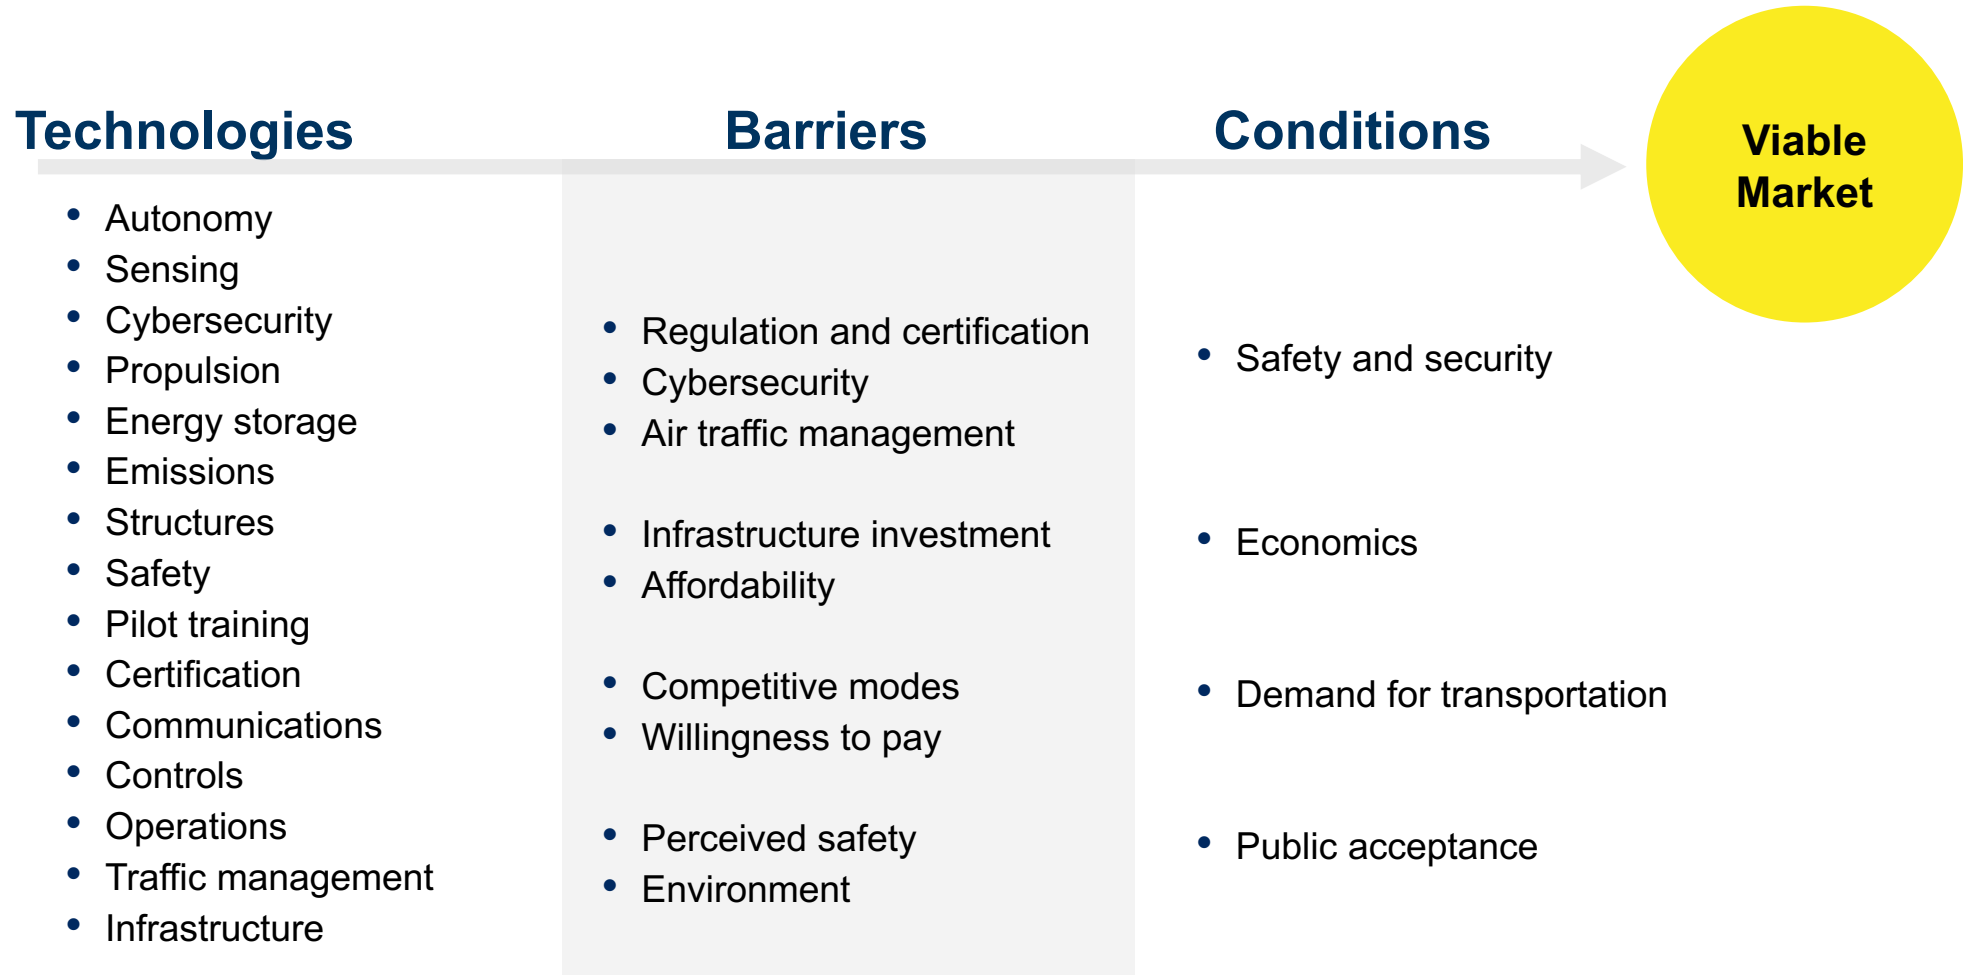 Technologies
• Autonomy
• Sensing
• Cybersecurity
• Propulsion
• Energy storage
• Emissions
• Structures
• Safety
• Pilot training
• Certification
• Communications
• Controls
• Operations
• Traffic management
• Infrastructure
Barriers
• Regulation and certification
• Cybersecurity
• Air traffic management
• Infrastructure investment
• Affordability
• Competitive modes
• Willingness to pay
• Perceived safety
• Environment
Conditions
• Safety and security
• Economics
• Demand for transportation
• Public acceptance
Viable
Market